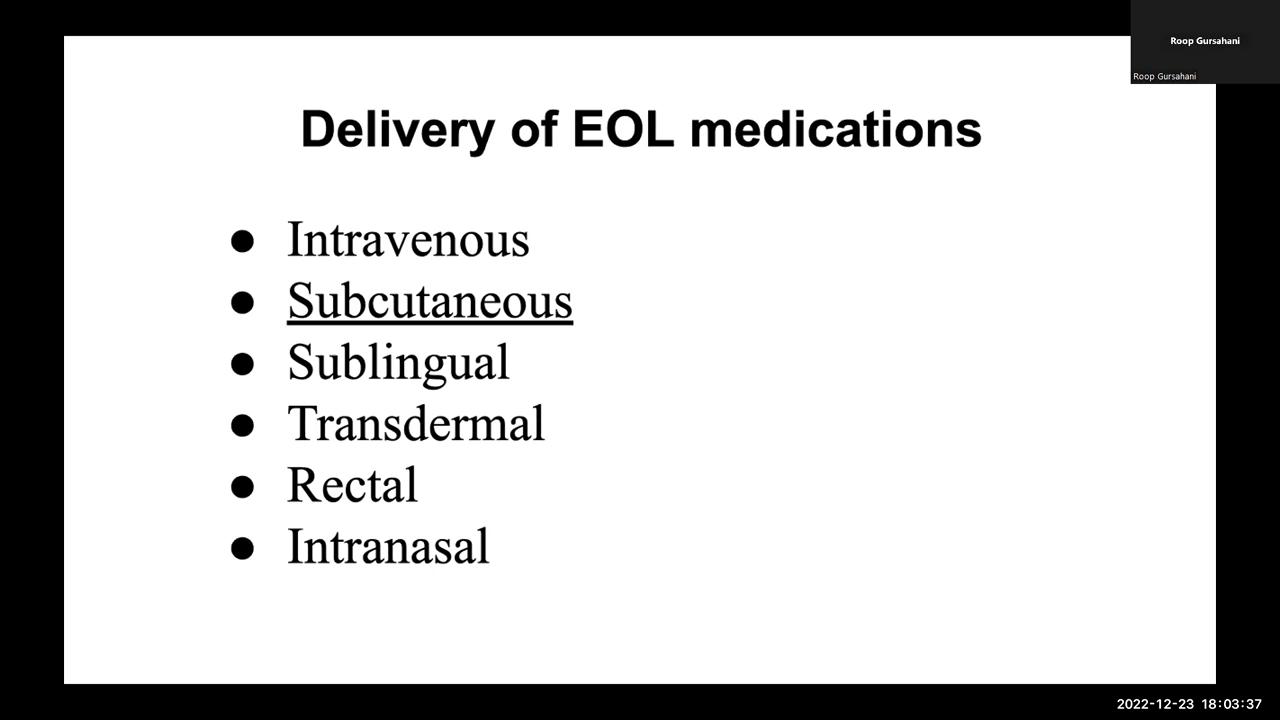 Roop Gursahani
Roop Gursahani
Delivery of EOL medications
● Intravenous
● Subcutaneous
● Sublingual
● Transdermal
● Rectal
● Intranasal
2022-12-23 18:03:37